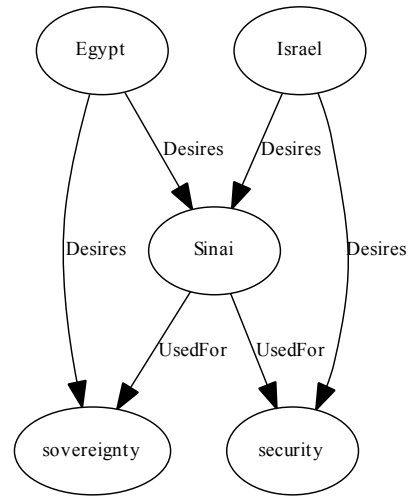 Egypt
Israel
Desires
Desires
Desires
Sinai
Desires
UsedFor
UsedFor
sovereignty
security